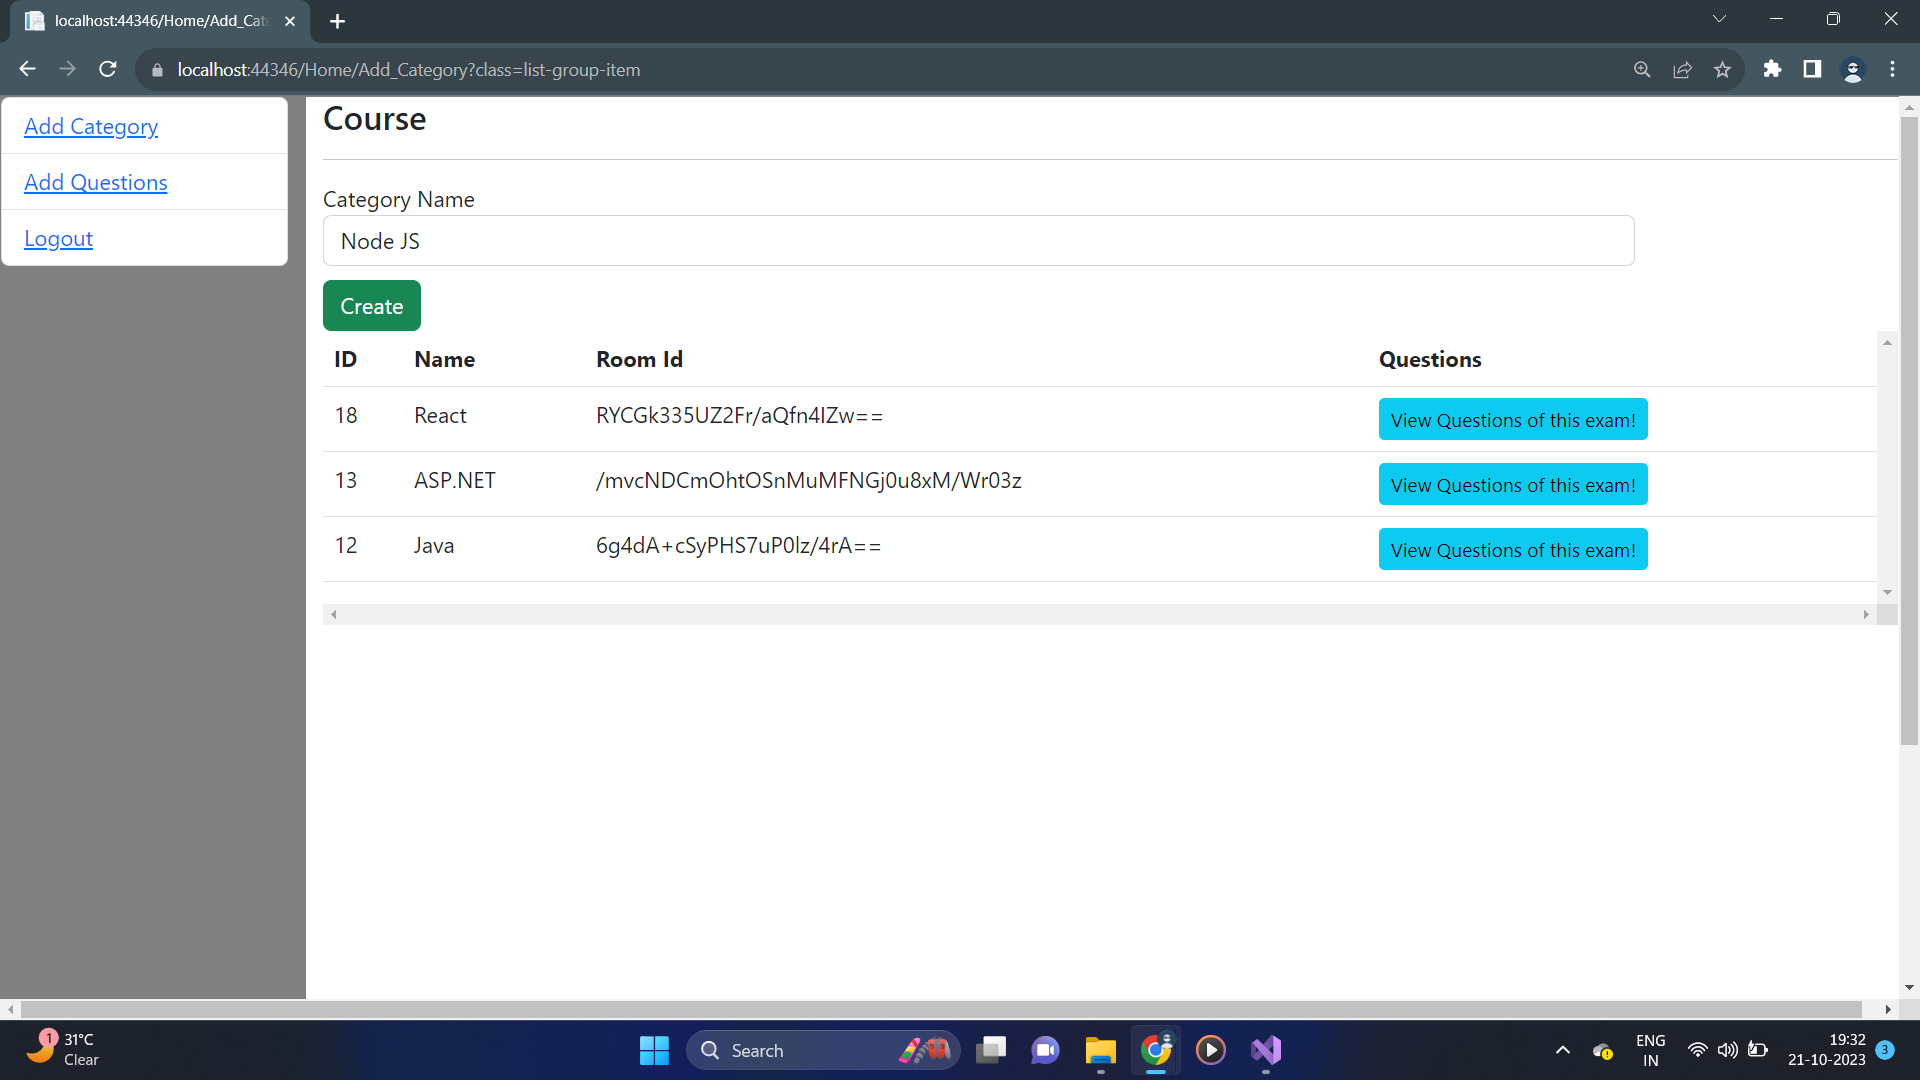 localhost:44346/Home/Add_Cat
localhost:44346/Home/Add_Category?class=list-group-item
Add Category
Add Questions
Logout
Course
Category Name
Node JS
Create
ID Name Room Id Questions
18 React RYCGk335UZ2Fr/aQfn4IZw== View Questions of this exam!
13 ASP.NET /mvcNDCmOhtOSnMuMFNGj0u8xM/Wr03z View Questions of this exam!
12 Java 6g4dA+cSyPHS7uP0lz/4rA== View Questions of this exam!
1
31°C
Clear
Search
ENG
IN
19:32
21-10-2023
3